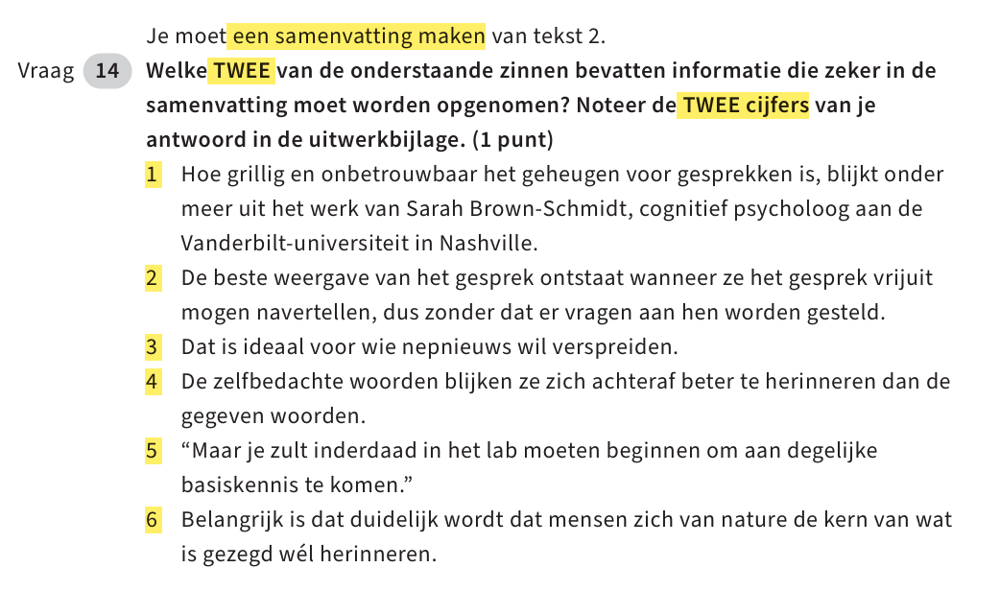 Je moet een samenvatting maken van tekst 2.
Vraag 14 Welke TWEE van de onderstaande zinnen bevatten informatie die zeker in de
samenvatting moet worden opgenomen? Noteer de TWEE cijfers van je
antwoord in de uitwerkbijlage. (1 punt)
1 Hoe grillig en onbetrouwbaar het geheugen voor gesprekken is, blijkt onder
meer uit het werk van Sarah Brown-Schmidt, cognitief psycholoog aan de
Vanderbilt-universiteit in Nashville.
2 De beste weergave van het gesprek ontstaat wanneer ze het gesprek vrijuit
mogen navertellen, dus zonder dat er vragen aan hen worden gesteld.
3 Dat is ideaal voor wie nepnieuws wil verspreiden.
4 De zelfbedachte woorden blijken ze zich achteraf beter te herinneren dan de
gegeven woorden.
5 “Maar je zult inderdaad in het lab moeten beginnen om aan degelijke
basiskennis te komen.”
6 Belangrijk is dat duidelijk wordt dat mensen zich van nature de kern van wat
is gezegd wél herinneren.